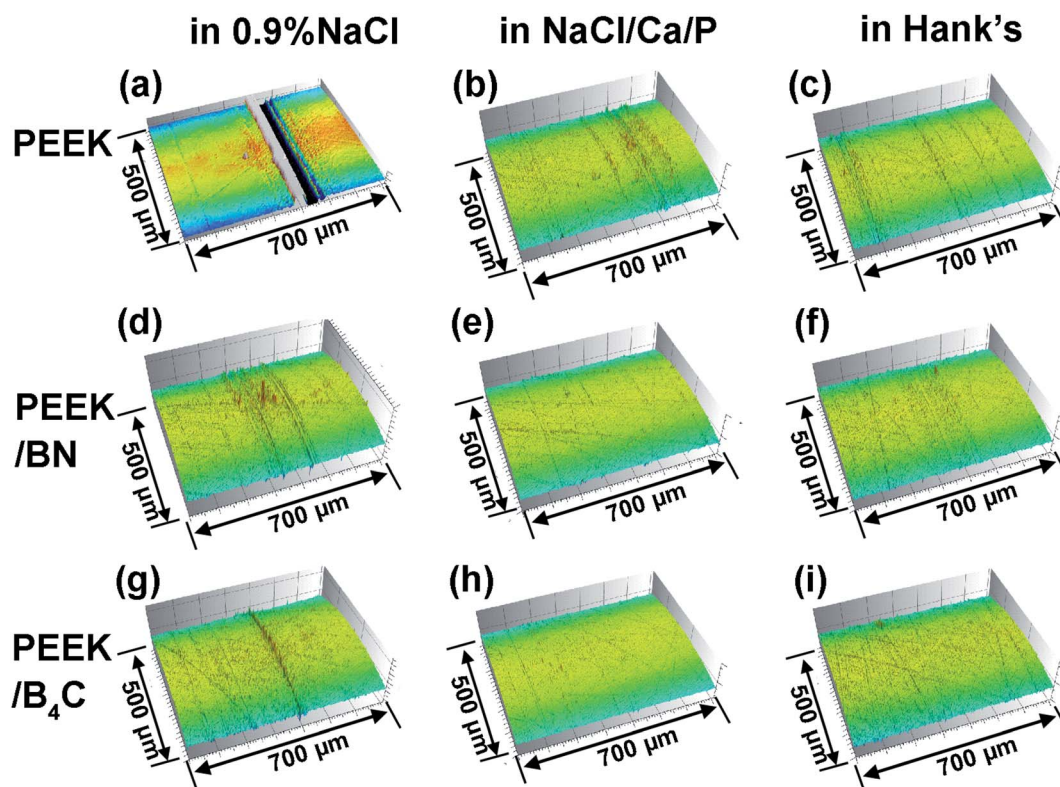 in 0.9%NaCl in NaCl/Ca/P in Hank's
(a) (b) (c)
PEEK
500 µm 700 µm 500 µm 700 µm 500 µm 700 µm
(d) (e) (f)
PEEK
/BN
500 µm 700 µm 500 µm 700 µm 500 µm 700 µm
(g) (h) (i)
PEEK
/B₄C
500 µm 700 µm 500 µm 700 µm 500 µm 700 µm